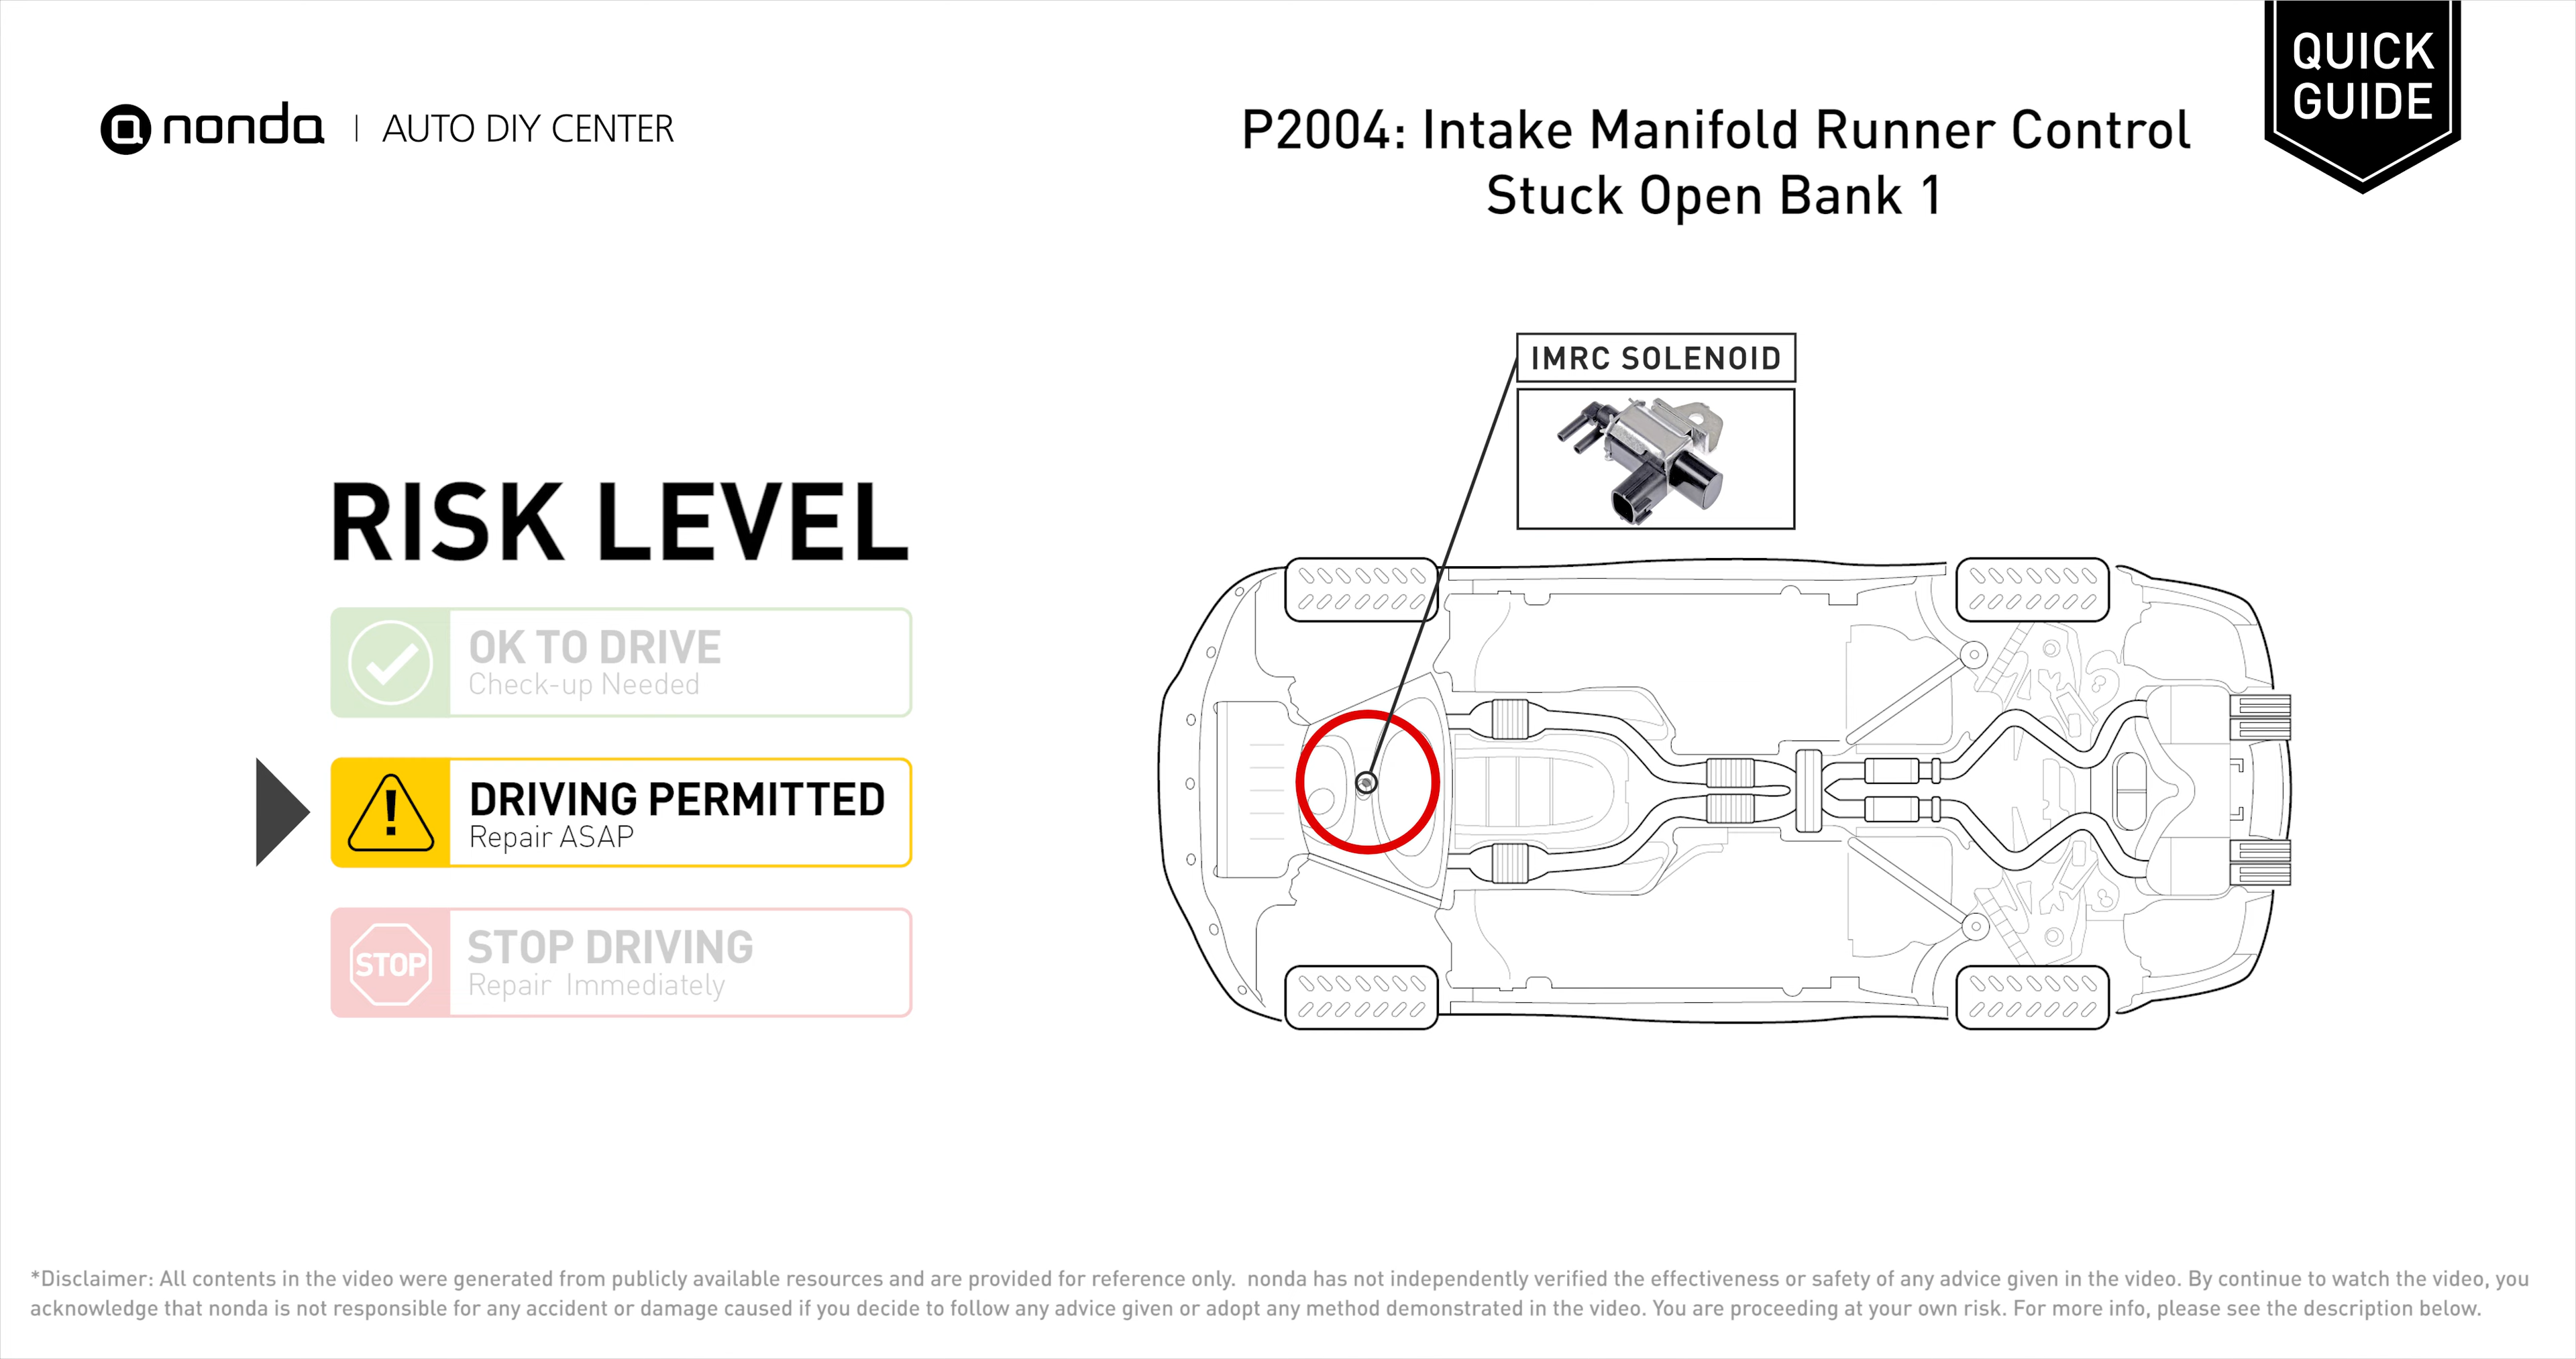 nonda | AUTO DIY CENTER
P2004: Intake Manifold Runner Control
Stuck Open Bank 1
QUICK
GUIDE
IMRC SOLENOID
RISK LEVEL
OK TO DRIVE
Check-up Needed
DRIVING PERMITTED
Repair ASAP
STOP
STOP DRIVING
Repair Immediately
*Disclaimer: All contents in the video were generated from publicly available resources and are provided for reference only. nonda has not independently verified the effectiveness or safety of any advice given in the video. By continue to watch the video, you
acknowledge that nonda is not responsible for any accident or damage caused if you decide to follow any advice given or adopt any method demonstrated in the video. You are proceeding at your own risk. For more info, please see the description below.